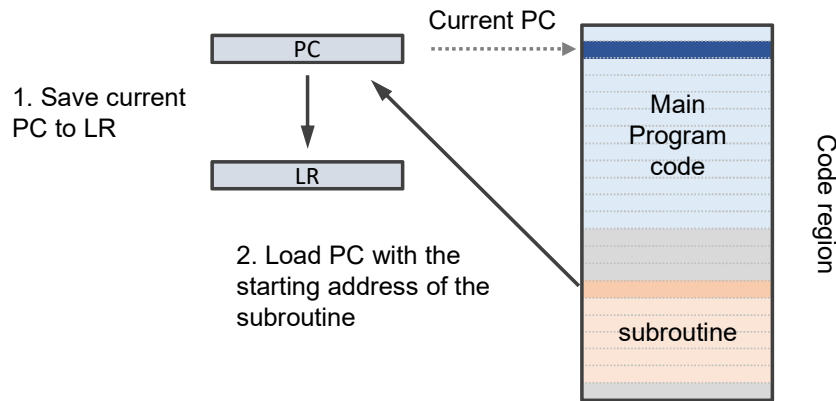 Current PC
PC
1. Save current
PC to LR
LR
Main
Program
code
Code region
2. Load PC with the
starting address of the
subroutine
subroutine